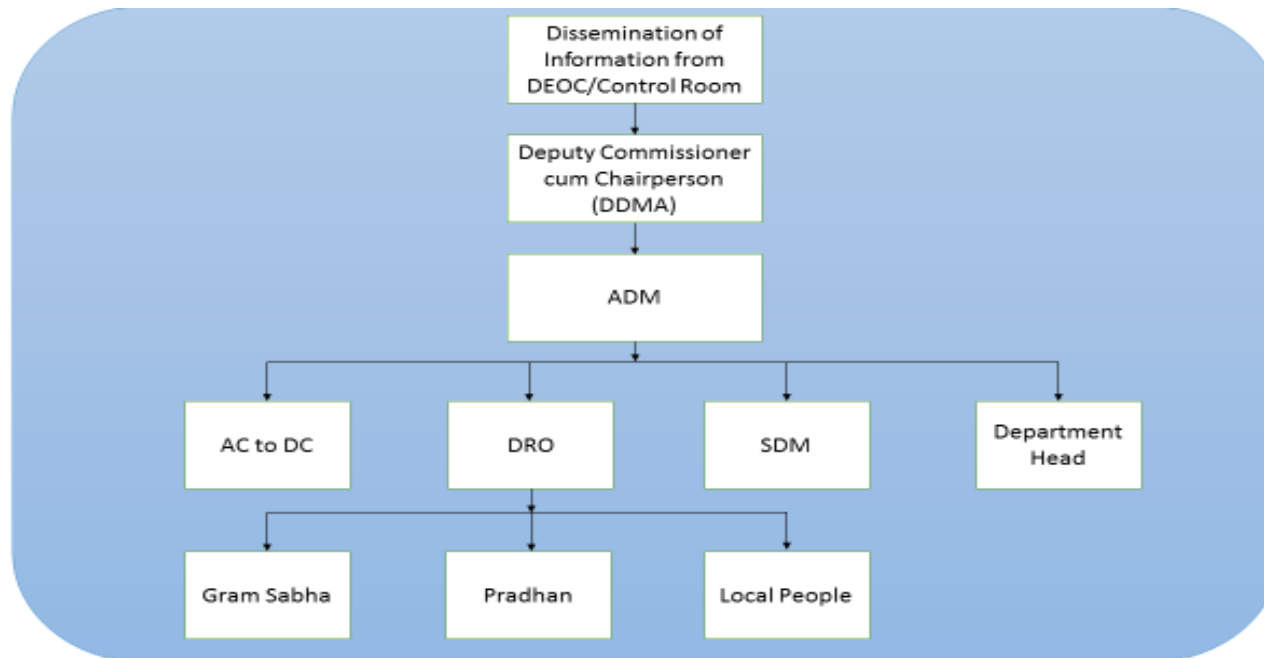 Dissemination of
Information from
DEOC/Control Room
Deputy Commissioner
cum Chairperson
(DDMA)
ADM
AC to DC
DRO
SDM
Department
Head
Gram Sabha
Pradhan
Local People